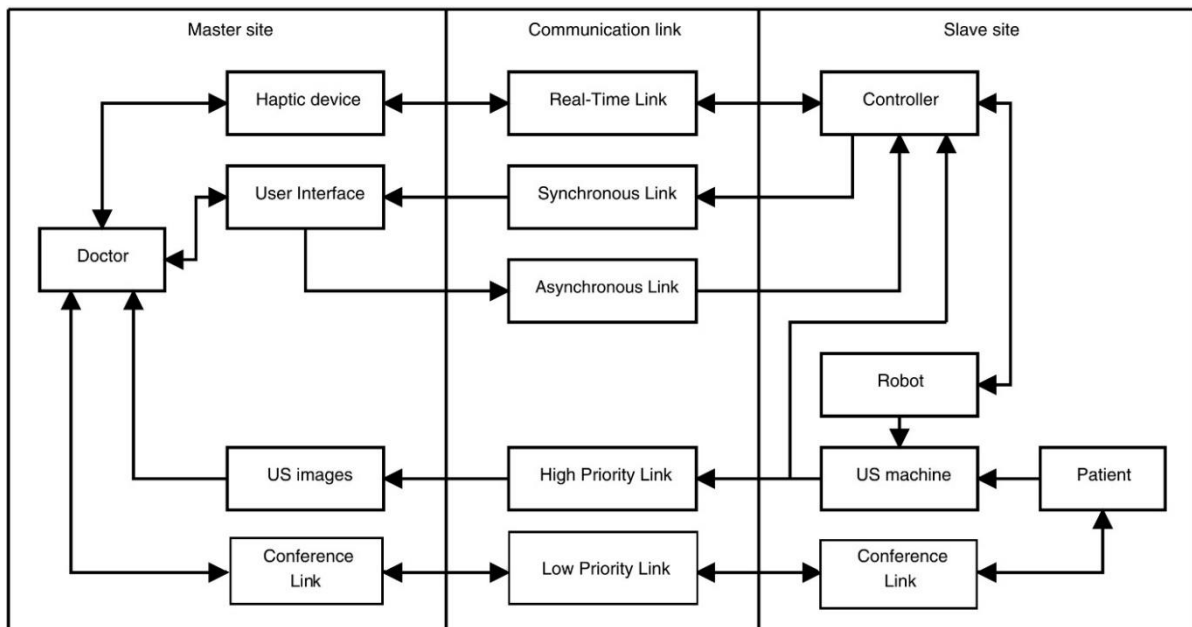 Master site
Communication link
Slave site
Haptic device
Real-Time Link
Controller
User Interface
Synchronous Link
Doctor
Asynchronous Link
Robot
US images
High Priority Link
US machine
Patient
Conference
Link
Low Priority Link
Conference
Link